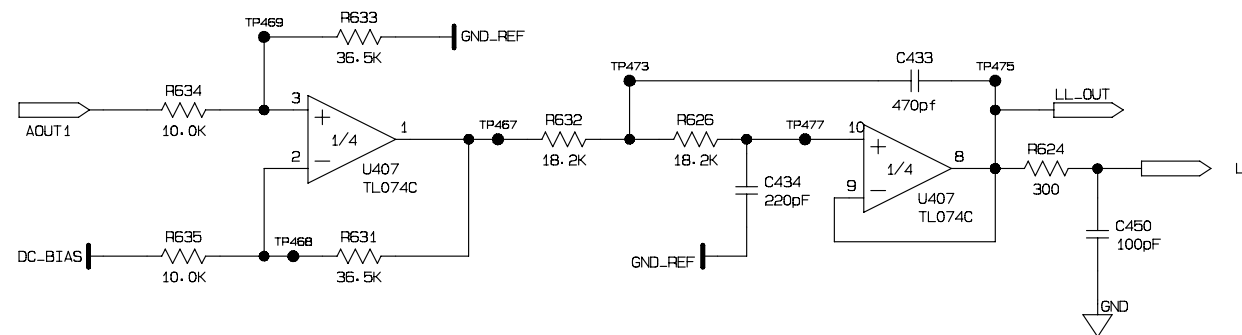 TP469
R633
36.5K
GND_REF
AOUT1
R634
10.0K
3
+
1/4
2
−
1
U407
TL074C
DC_BIAS
R635
10.0K
TP468
R631
36.5K
TP467
R632
18.2K
TP473
R626
18.2K
C433
470pf
TP475
LL_OUT
TP477
C434
220pF
GND_REF
10
+
1/4
9
−
8
U407
TL074C
R624
300
L
C450
100pF
GND